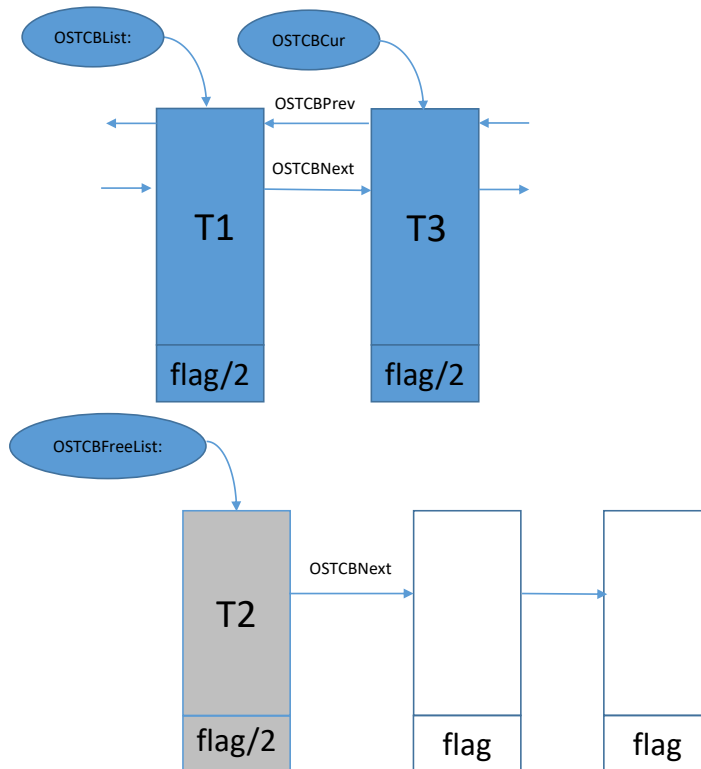 OSTCBList:
OSTCBCur
OSTCBPrev
OSTCBNext
T1
T3
flag/2
flag/2
OSTCBFreeList:
OSTCBNext
T2
flag/2
flag
flag